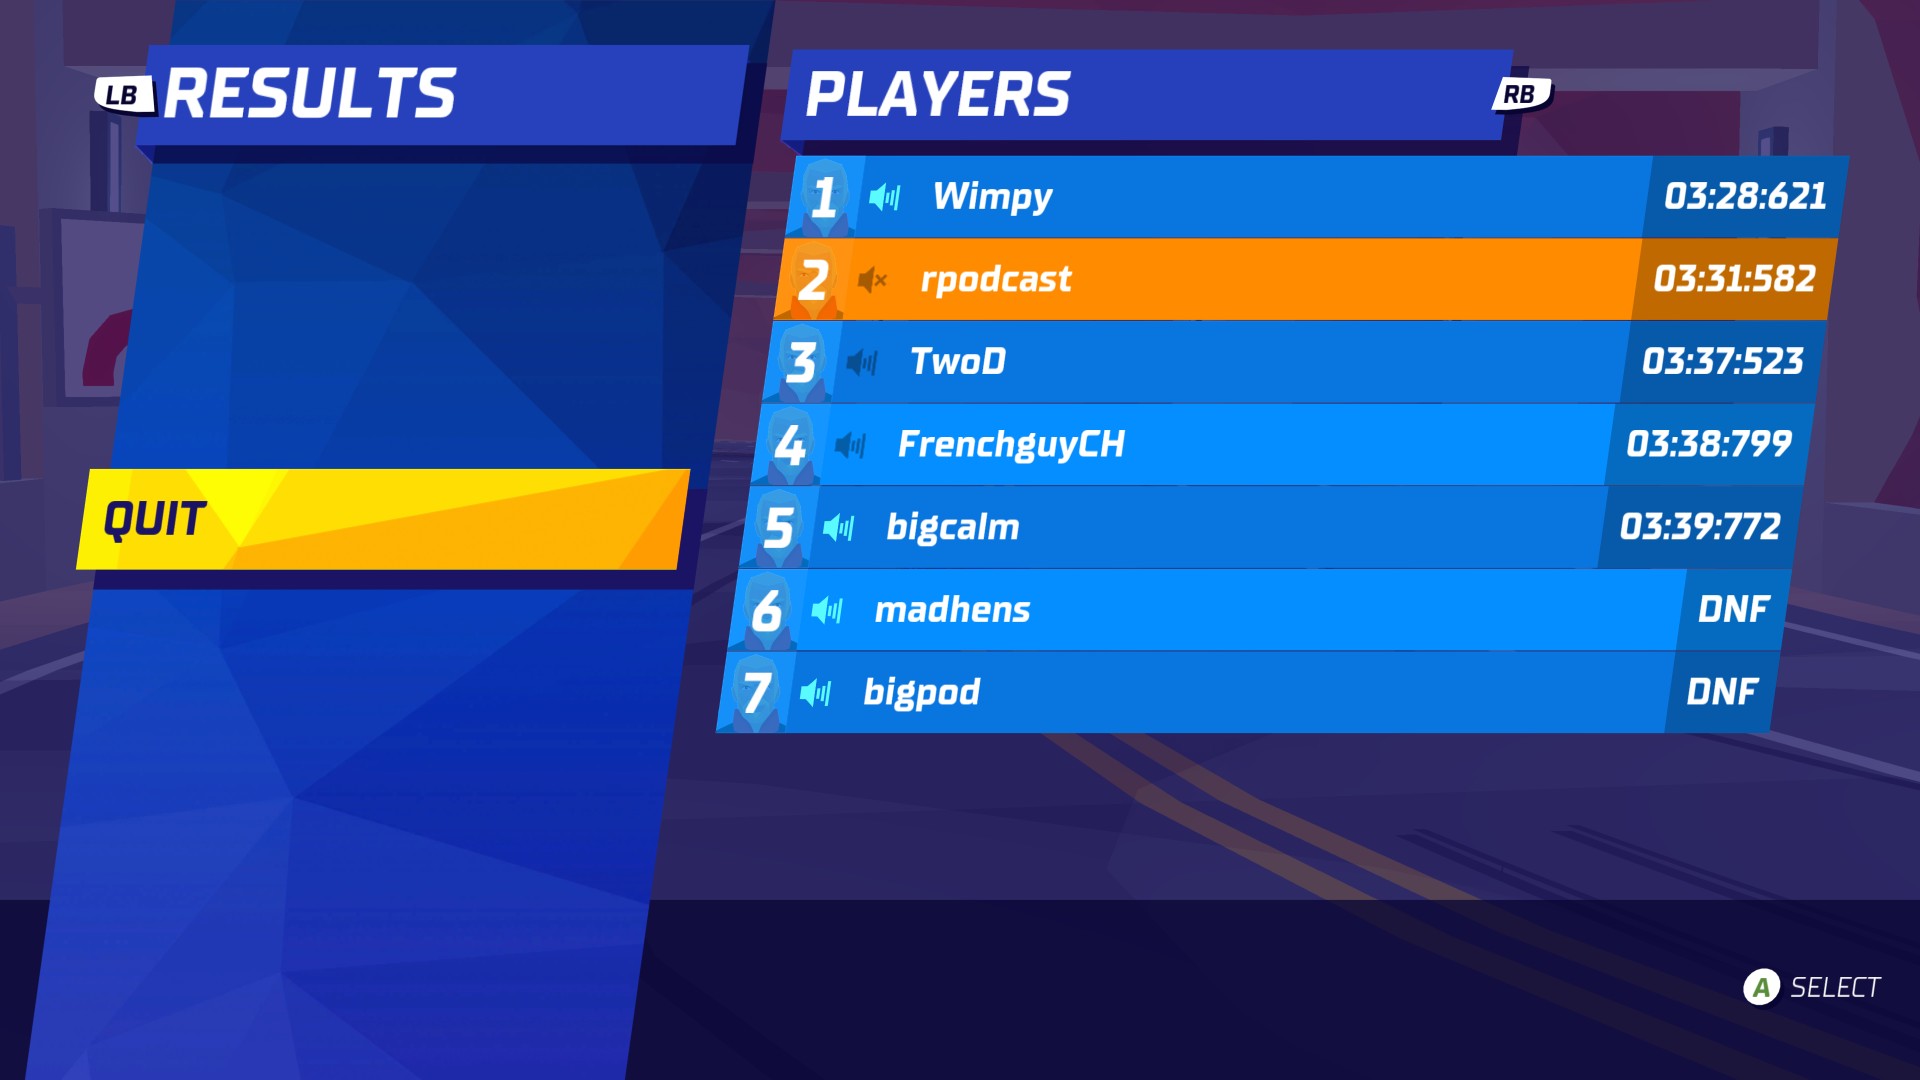 LB RESULTS
PLAYERS RB
1 Wimpy 03:28:621
2 rpodcast 03:31:582
3 TwoD 03:37:523
4 FrenchguyCH 03:38:799
5 bigcalm 03:39:772
6 madhens DNF
7 bigpod DNF
QUIT
A SELECT